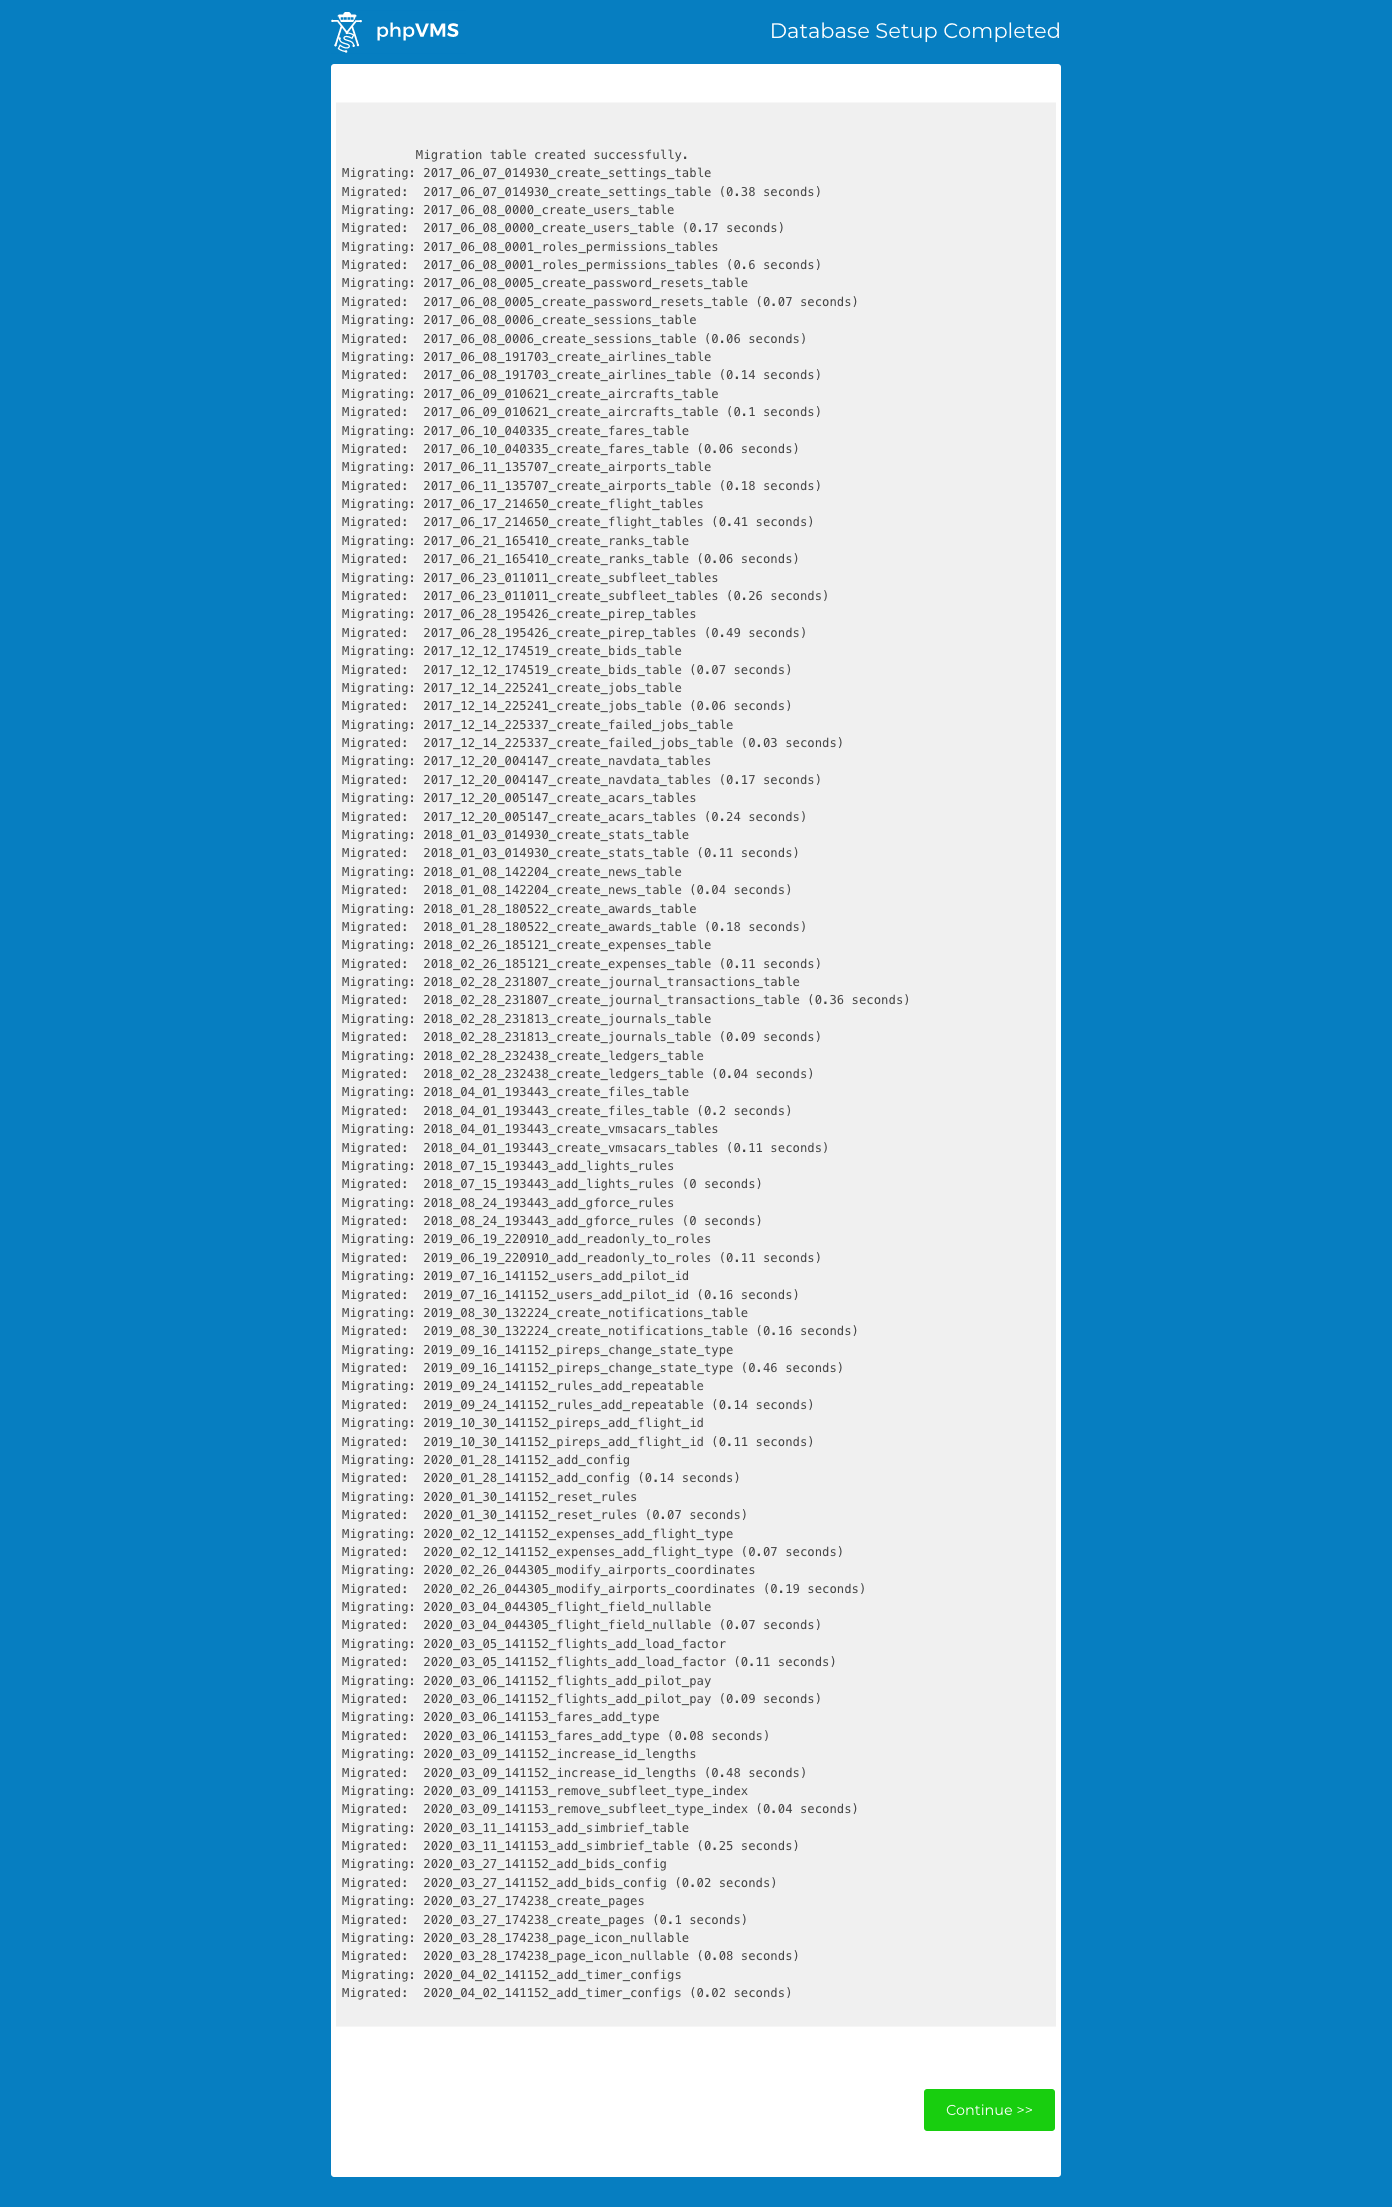 phpVMS
Database Setup Completed
Migration table created successfully.
Migrating: 2017_06_07_014930_create_settings_table
Migrated:  2017_06_07_014930_create_settings_table (0.38 seconds)
Migrating: 2017_06_08_0000_create_users_table
Migrated:  2017_06_08_0000_create_users_table (0.17 seconds)
Migrating: 2017_06_08_0001_roles_permissions_tables
Migrated:  2017_06_08_0001_roles_permissions_tables (0.6 seconds)
Migrating: 2017_06_08_0005_create_password_resets_table
Migrated:  2017_06_08_0005_create_password_resets_table (0.07 seconds)
Migrating: 2017_06_08_0006_create_sessions_table
Migrated:  2017_06_08_0006_create_sessions_table (0.06 seconds)
Migrating: 2017_06_08_191703_create_airlines_table
Migrated:  2017_06_08_191703_create_airlines_table (0.14 seconds)
Migrating: 2017_06_09_010621_create_aircrafts_table
Migrated:  2017_06_09_010621_create_aircrafts_table (0.1 seconds)
Migrating: 2017_06_10_040335_create_fares_table
Migrated:  2017_06_10_040335_create_fares_table (0.06 seconds)
Migrating: 2017_06_11_135707_create_airports_table
Migrated:  2017_06_11_135707_create_airports_table (0.18 seconds)
Migrating: 2017_06_17_214650_create_flight_tables
Migrated:  2017_06_17_214650_create_flight_tables (0.41 seconds)
Migrating: 2017_06_21_165410_create_ranks_table
Migrated:  2017_06_21_165410_create_ranks_table (0.06 seconds)
Migrating: 2017_06_23_011011_create_subfleet_tables
Migrated:  2017_06_23_011011_create_subfleet_tables (0.26 seconds)
Migrating: 2017_06_28_195426_create_pirep_tables
Migrated:  2017_06_28_195426_create_pirep_tables (0.49 seconds)
Migrating: 2017_12_12_174519_create_bids_table
Migrated:  2017_12_12_174519_create_bids_table (0.07 seconds)
Migrating: 2017_12_14_225241_create_jobs_table
Migrated:  2017_12_14_225241_create_jobs_table (0.06 seconds)
Migrating: 2017_12_14_225337_create_failed_jobs_table
Migrated:  2017_12_14_225337_create_failed_jobs_table (0.03 seconds)
Migrating: 2017_12_20_004147_create_navdata_tables
Migrated:  2017_12_20_004147_create_navdata_tables (0.17 seconds)
Migrating: 2017_12_20_005147_create_acars_tables
Migrated:  2017_12_20_005147_create_acars_tables (0.24 seconds)
Migrating: 2018_01_03_014930_create_stats_table
Migrated:  2018_01_03_014930_create_stats_table (0.11 seconds)
Migrating: 2018_01_08_142204_create_news_table
Migrated:  2018_01_08_142204_create_news_table (0.04 seconds)
Migrating: 2018_01_28_180522_create_awards_table
Migrated:  2018_01_28_180522_create_awards_table (0.18 seconds)
Migrating: 2018_02_26_185121_create_expenses_table
Migrated:  2018_02_26_185121_create_expenses_table (0.11 seconds)
Migrating: 2018_02_28_231807_create_journal_transactions_table
Migrated:  2018_02_28_231807_create_journal_transactions_table (0.36 seconds)
Migrating: 2018_02_28_231813_create_journals_table
Migrated:  2018_02_28_231813_create_journals_table (0.09 seconds)
Migrating: 2018_02_28_232438_create_ledgers_table
Migrated:  2018_02_28_232438_create_ledgers_table (0.04 seconds)
Migrating: 2018_04_01_193443_create_files_table
Migrated:  2018_04_01_193443_create_files_table (0.2 seconds)
Migrating: 2018_04_01_193443_create_vmsacars_tables
Migrated:  2018_04_01_193443_create_vmsacars_tables (0.11 seconds)
Migrating: 2018_07_15_193443_add_lights_rules
Migrated:  2018_07_15_193443_add_lights_rules (0 seconds)
Migrating: 2018_08_24_193443_add_gforce_rules
Migrated:  2018_08_24_193443_add_gforce_rules (0 seconds)
Migrating: 2019_06_19_220910_add_readonly_to_roles
Migrated:  2019_06_19_220910_add_readonly_to_roles (0.11 seconds)
Migrating: 2019_07_16_141152_users_add_pilot_id
Migrated:  2019_07_16_141152_users_add_pilot_id (0.16 seconds)
Migrating: 2019_08_30_132224_create_notifications_table
Migrated:  2019_08_30_132224_create_notifications_table (0.16 seconds)
Migrating: 2019_09_16_141152_pireps_change_state_type
Migrated:  2019_09_16_141152_pireps_change_state_type (0.46 seconds)
Migrating: 2019_09_24_141152_rules_add_repeatable
Migrated:  2019_09_24_141152_rules_add_repeatable (0.14 seconds)
Migrating: 2019_10_30_141152_pireps_add_flight_id
Migrated:  2019_10_30_141152_pireps_add_flight_id (0.11 seconds)
Migrating: 2020_01_28_141152_add_config
Migrated:  2020_01_28_141152_add_config (0.14 seconds)
Migrating: 2020_01_30_141152_reset_rules
Migrated:  2020_01_30_141152_reset_rules (0.07 seconds)
Migrating: 2020_02_12_141152_expenses_add_flight_type
Migrated:  2020_02_12_141152_expenses_add_flight_type (0.07 seconds)
Migrating: 2020_02_26_044305_modify_airports_coordinates
Migrated:  2020_02_26_044305_modify_airports_coordinates (0.19 seconds)
Migrating: 2020_03_04_044305_flight_field_nullable
Migrated:  2020_03_04_044305_flight_field_nullable (0.07 seconds)
Migrating: 2020_03_05_141152_flights_add_load_factor
Migrated:  2020_03_05_141152_flights_add_load_factor (0.11 seconds)
Migrating: 2020_03_06_141152_flights_add_pilot_pay
Migrated:  2020_03_06_141152_flights_add_pilot_pay (0.09 seconds)
Migrating: 2020_03_06_141153_fares_add_type
Migrated:  2020_03_06_141153_fares_add_type (0.08 seconds)
Migrating: 2020_03_09_141152_increase_id_lengths
Migrated:  2020_03_09_141152_increase_id_lengths (0.48 seconds)
Migrating: 2020_03_09_141153_remove_subfleet_type_index
Migrated:  2020_03_09_141153_remove_subfleet_type_index (0.04 seconds)
Migrating: 2020_03_11_141153_add_simbrief_table
Migrated:  2020_03_11_141153_add_simbrief_table (0.25 seconds)
Migrating: 2020_03_27_141152_add_bids_config
Migrated:  2020_03_27_141152_add_bids_config (0.02 seconds)
Migrating: 2020_03_27_174238_create_pages
Migrated:  2020_03_27_174238_create_pages (0.1 seconds)
Migrating: 2020_03_28_174238_page_icon_nullable
Migrated:  2020_03_28_174238_page_icon_nullable (0.08 seconds)
Migrating: 2020_04_02_141152_add_timer_configs
Migrated:  2020_04_02_141152_add_timer_configs (0.02 seconds)
Continue >>